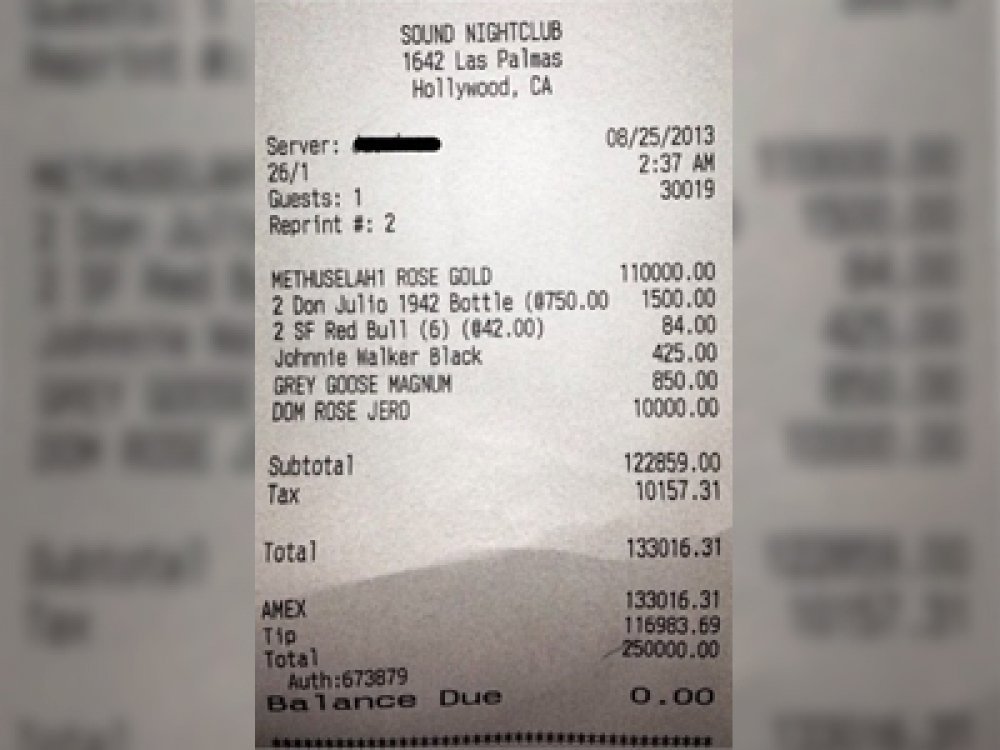 SOUND NIGHTCLUB
1642 Las Palmas
Hollywood, CA
Server: 08/25/2013
26/1 2:37 AM
Guests: 1 30019
Reprint #: 2
METHUSELAH1 ROSE GOLD 110000.00
2 Don Julio 1942 Bottle (@750.00 1500.00
2 SF Red Bull (6) (@42.00) 84.00
Johnnie Walker Black 425.00
GREY GOOSE MAGNUM 850.00
DOM ROSE JERO 10000.00
Subtotal 122859.00
Tax 10157.31
Total 133016.31
AMEX 133016.31
Tip 116983.69
Total 250000.00
Auth:673879
Balance Due 0.00